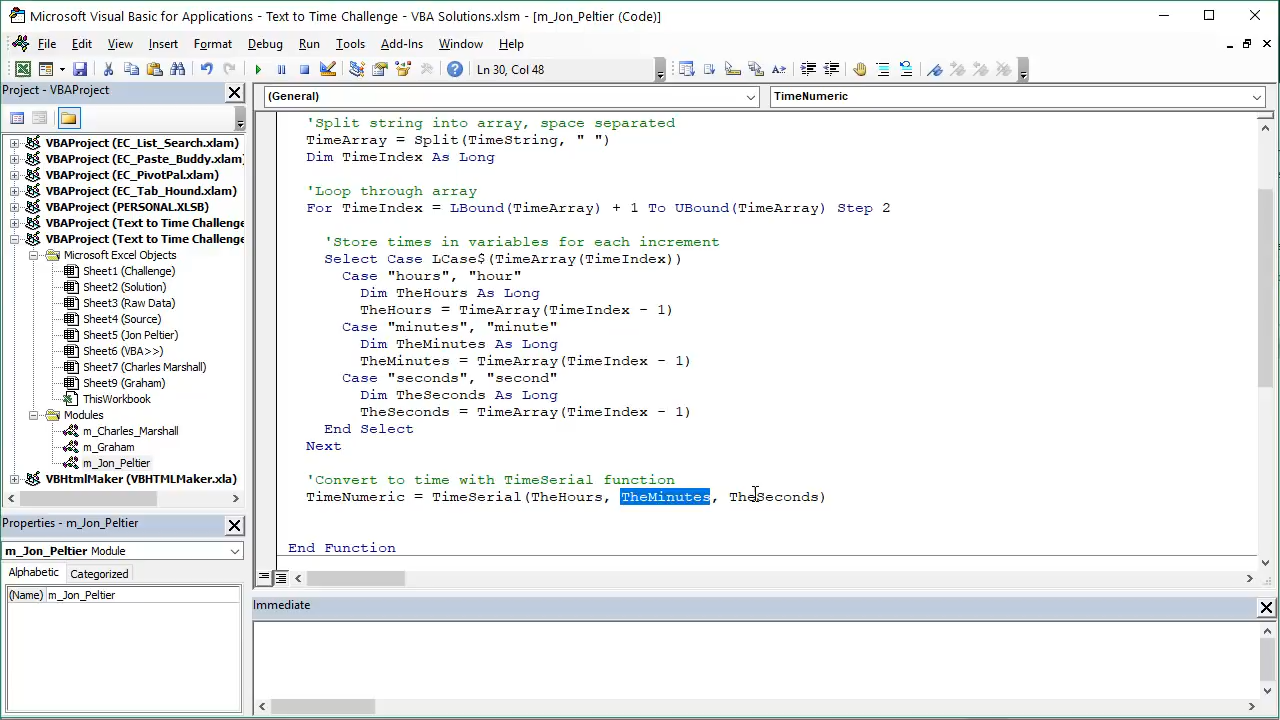 Microsoft Visual Basic for Applications - Text to Time Challenge - VBA Solutions.xlsm - [m_Jon_Peltier (Code)]
File Edit View Insert Format Debug Run Tools Add-Ins Window Help
Ln 30, Col 48
Project - VBAProject
(General)
TimeNumeric
VBAProject (EC_List_Search.xlam)
VBAProject (EC_Paste_Buddy.xlam)
VBAProject (EC_PivotPal.xlam)
VBAProject (EC_Tab_Hound.xlam)
VBAProject (PERSONAL.XLSB)
VBAProject (Text to Time Challenge
VBAProject (Text to Time Challenge
Microsoft Excel Objects
Sheet1 (Challenge)
Sheet2 (Solution)
Sheet3 (Raw Data)
Sheet4 (Source)
Sheet5 (Jon Peltier)
Sheet6 (VBA>>)
Sheet7 (Charles Marshall)
Sheet9 (Graham)
ThisWorkbook
Modules
m_Charles_Marshall
m_Graham
m_Jon_Peltier
VBHtmlMaker (VBHTMLMaker.xla)
Properties - m_Jon_Peltier
m_Jon_Peltier Module
Alphabetic Categorized
(Name) m_Jon_Peltier
'Split string into array, space separated
TimeArray = Split(TimeString, " ")
Dim TimeIndex As Long
'Loop through array
For TimeIndex = LBound(TimeArray) + 1 To UBound(TimeArray) Step 2
'Store times in variables for each increment
Select Case LCase$(TimeArray(TimeIndex))
Case "hours", "hour"
Dim TheHours As Long
TheHours = TimeArray(TimeIndex - 1)
Case "minutes", "minute"
Dim TheMinutes As Long
TheMinutes = TimeArray(TimeIndex - 1)
Case "seconds", "second"
Dim TheSeconds As Long
TheSeconds = TimeArray(TimeIndex - 1)
End Select
Next
'Convert to time with TimeSerial function
TimeNumeric = TimeSerial(TheHours, TheMinutes, TheSeconds)
End Function
Immediate